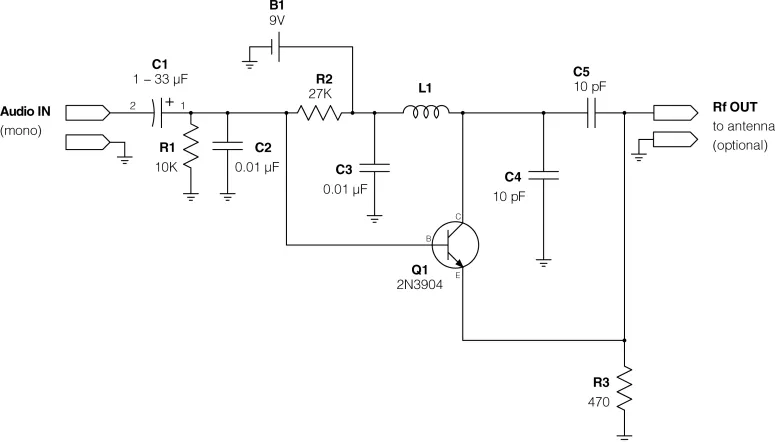 B1
9V
C1
1 – 33 µF
R2
27K
L1
C5
10 pF
Audio IN
(mono)
2
+
1
Rf OUT
to antenna
(optional)
R1
10K
C2
0.01 µF
C3
0.01 µF
C4
10 pF
C
B
E
Q1
2N3904
R3
470